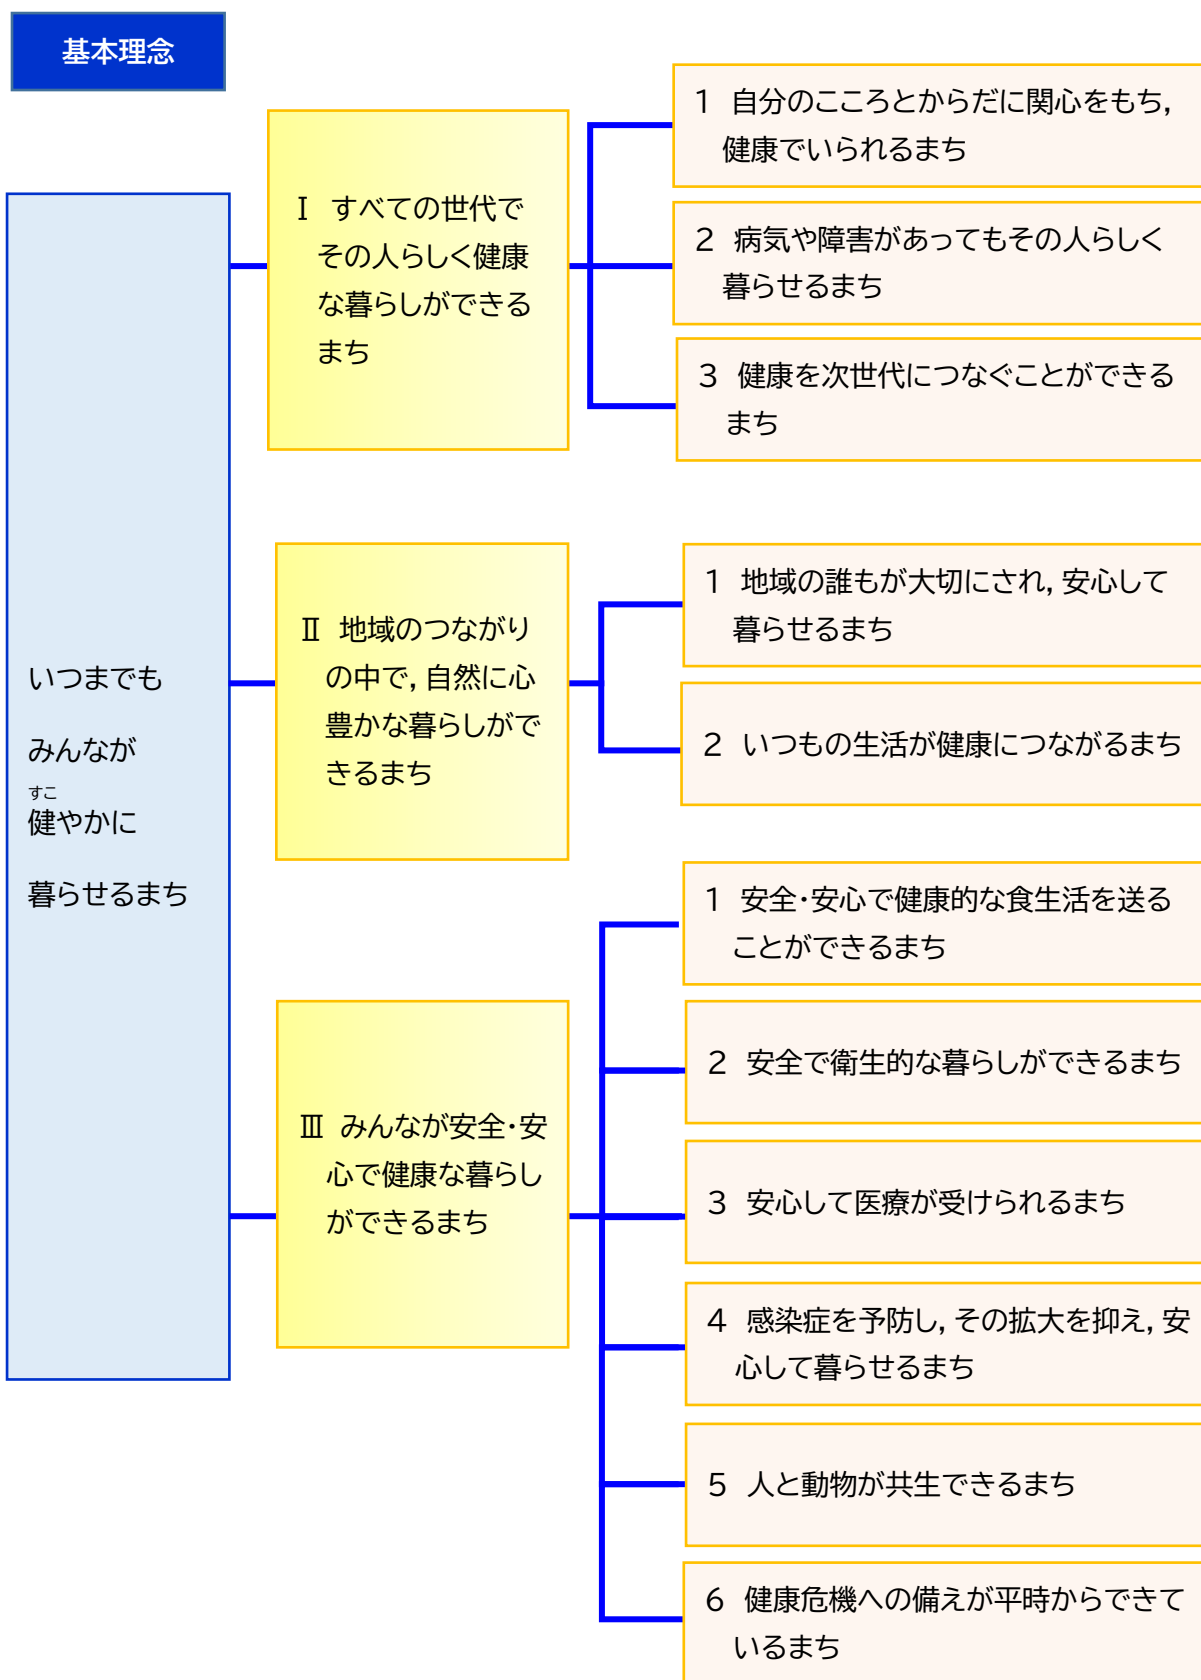 基本理念
いつまでも
みんなが
すこ
健やかに
暮らせるまち
Ⅰ すべての世代で
その人らしく健康
な暮らしができる
まち
1 自分のこころとからだに関心をもち,
健康でいられるまち
2 病気や障害があってもその人らしく
暮らせるまち
3 健康を次世代につなぐことができる
まち
Ⅱ 地域のつながり
の中で, 自然に心
豊かな暮らしがで
きるまち
1 地域の誰もが大切にされ, 安心して
暮らせるまち
2 いつもの生活が健康につながるまち
Ⅲ みんなが安全・安
心で健康な暮らし
ができるまち
1 安全・安心で健康的な食生活を送る
ことができるまち
2 安全で衛生的な暮らしができるまち
3 安心して医療が受けられるまち
4 感染症を予防し, その拡大を抑え, 安
心して暮らせるまち
5 人と動物が共生できるまち
6 健康危機への備えが平時からできて
いるまち